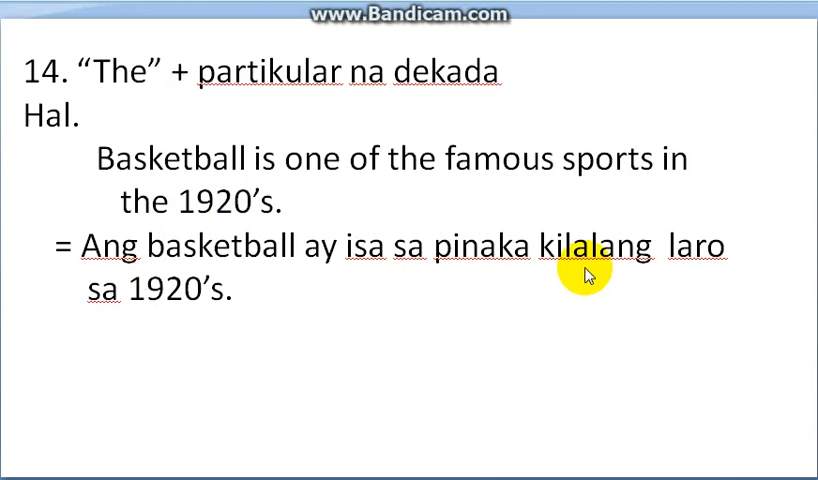 www.Bandicam.com
14. “The” + partikular na dekada
Hal.
Basketball is one of the famous sports in
the 1920’s.
= Ang basketball ay isa sa pinaka kilalang laro
sa 1920’s.